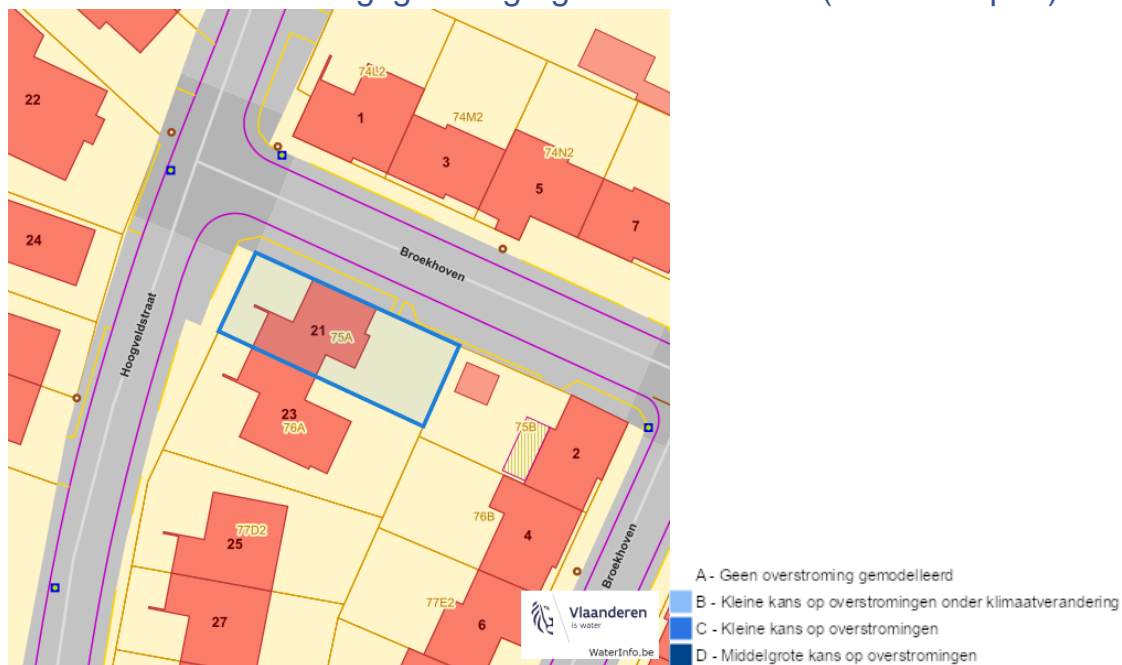 22
74L2
1
74M2
3
74N2
5
7
24
Broekhoven
Hoogveldstraat
21
75A
23
76A
75B
2
76B
4
77D2
25
Broekhoven
77E2
6
27
Vlaanderen
is water
WaterInfo.be
A - Geen overstroming gemodelleerd
B - Kleine kans op overstromingen onder klimaatverandering
C - Kleine kans op overstromingen
D - Middelgrote kans op overstromingen